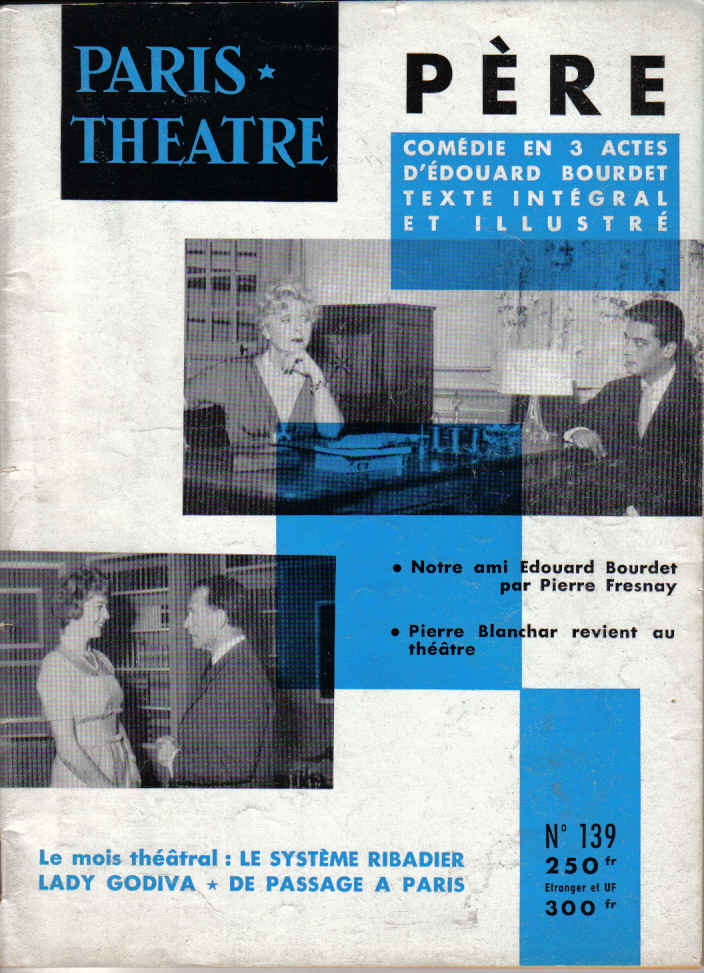 PARIS ★
THEATRE
PÈRE
COMÉDIE EN 3 ACTES
D'ÉDOUARD BOURDET
TEXTE INTÉGRAL
ET ILLUSTRÉ
• Notre ami Edouard Bourdet
par Pierre Fresnay
• Pierre Blanchar revient au
théâtre
Le mois théâtral : LE SYSTÈME RIBADIER
LADY GODIVA ★ DE PASSAGE A PARIS
N° 139
250 fr
Etranger et UF
300 fr